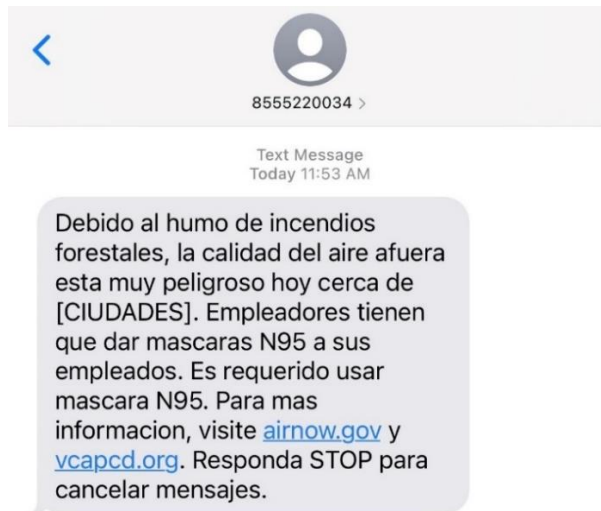 8555220034 >
Text Message
Today 11:53 AM
Debido al humo de incendios
forestales, la calidad del aire afuera
esta muy peligroso hoy cerca de
[CIUDADES]. Empleadores tienen
que dar mascaras N95 a sus
empleados. Es requerido usar
mascara N95. Para mas
informacion, visite airnow.gov y
vcapcd.org. Responda STOP para
cancelar mensajes.